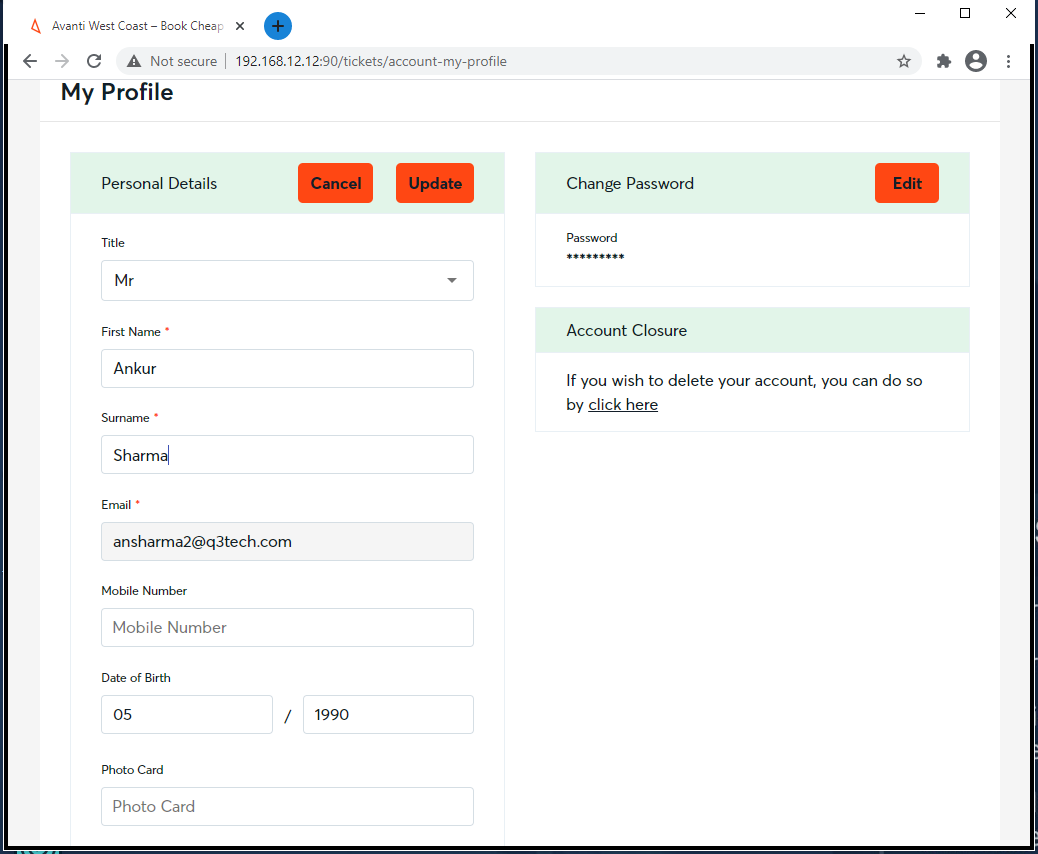 Avanti West Coast – Book Cheap
Not secure | 192.168.12.12:90/tickets/account-my-profile
My Profile
Personal Details
Cancel
Update
Title
Mr
First Name *
Ankur
Surname *
Sharma
Email *
ansharma2@q3tech.com
Mobile Number
Mobile Number
Date of Birth
05 / 1990
Photo Card
Photo Card
Change Password
Edit
Password
*********
Account Closure
If you wish to delete your account, you can do so
by click here